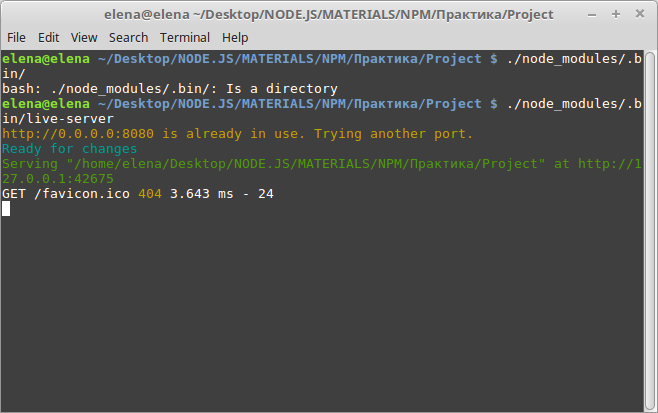 elena@elena ~/Desktop/NODE.JS/MATERIALS/NPM/Практика/Project
File Edit View Search Terminal Help
elena@elena ~/Desktop/NODE.JS/MATERIALS/NPM/Практика/Project $ ./node_modules/.b
in/
bash: ./node_modules/.bin/: Is a directory
elena@elena ~/Desktop/NODE.JS/MATERIALS/NPM/Практика/Project $ ./node_modules/.b
in/live-server
http://0.0.0.0:8080 is already in use. Trying another port.
Ready for changes
Serving "/home/elena/Desktop/NODE.JS/MATERIALS/NPM/Практика/Project" at http://1
27.0.0.1:42675
GET /favicon.ico 404 3.643 ms - 24